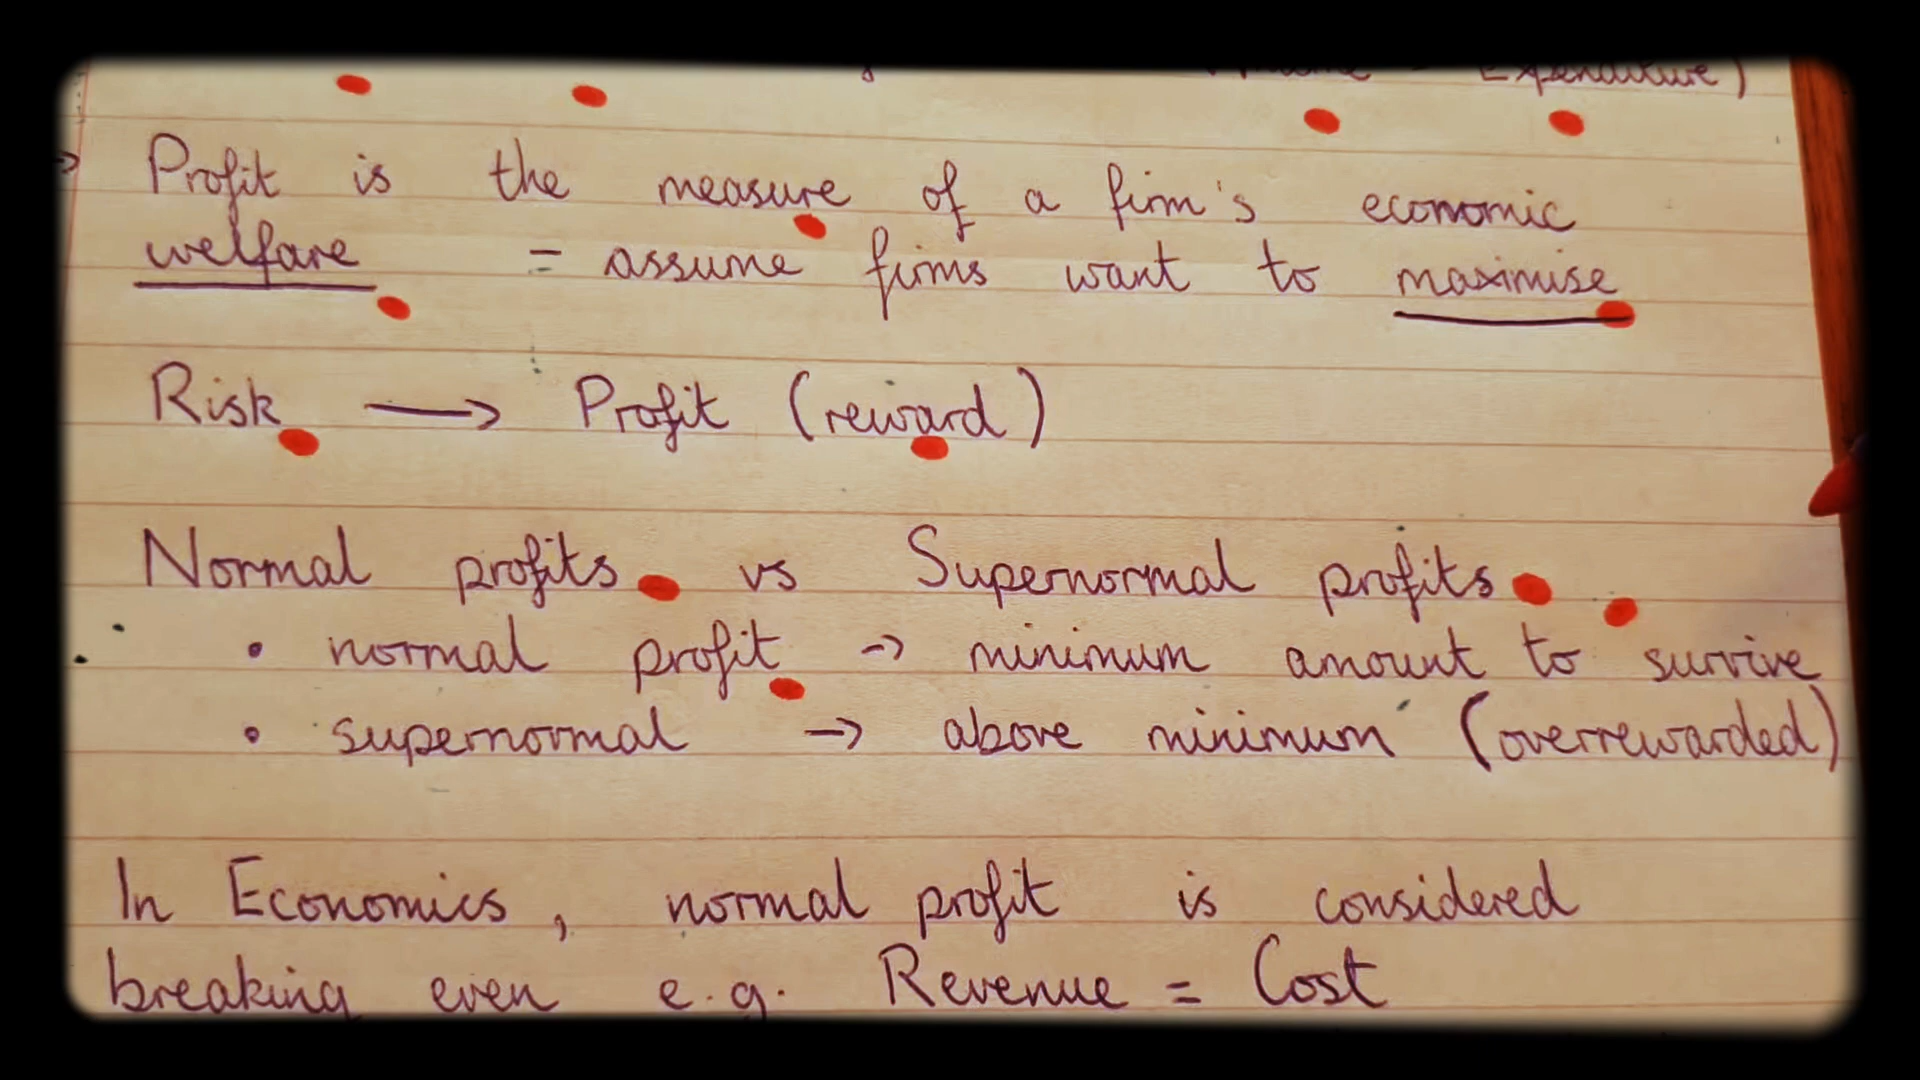 Expenditure)
→ Profit is the measure of a firm's economic
welfare = assume firms want to maximise
Risk → Profit (reward)
Normal profits vs Supernormal profits
• normal profit → minimum amount to survive
• supernormal → above minimum (overrewarded)
In Economics, normal profit is considered
breaking even e.g. Revenue = Cost